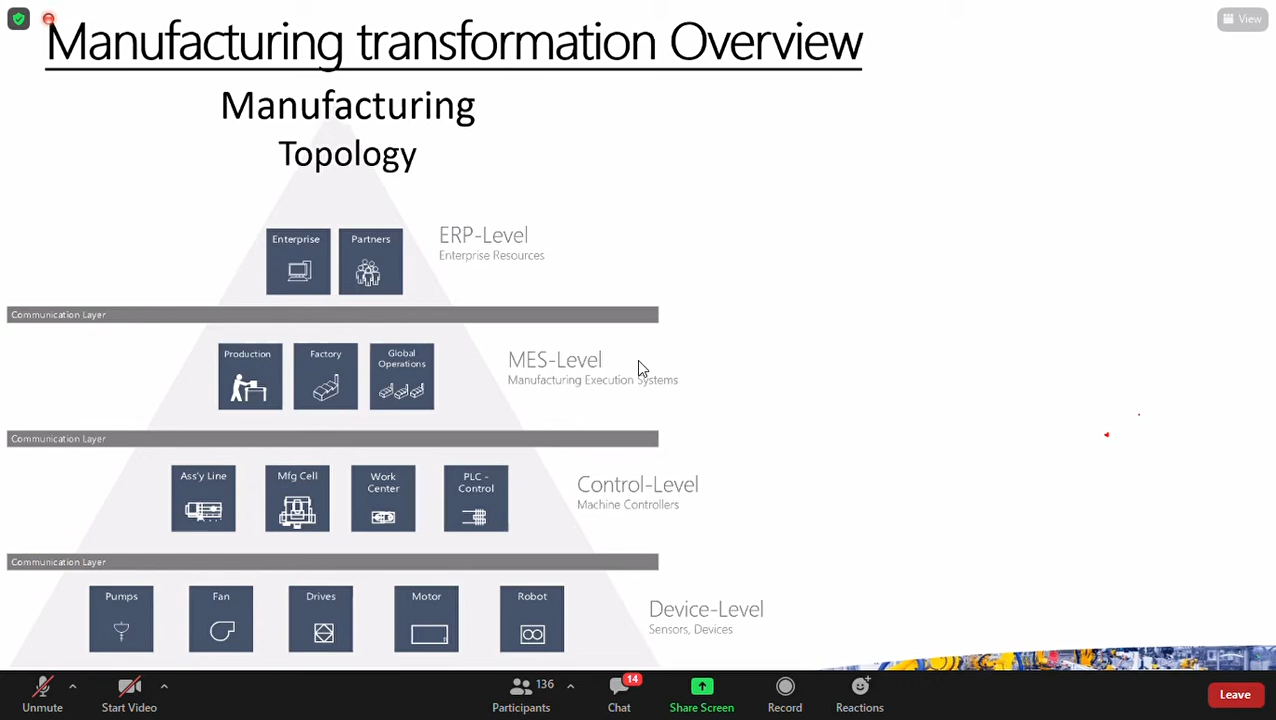 View
Manufacturing transformation Overview
Manufacturing
Topology
Enterprise
Partners
ERP-Level
Enterprise Resources
Communication Layer
Production
Factory
Global
Operations
MES-Level
Manufacturing Execution Systems
Communication Layer
Ass'y Line
Mfg Cell
Work
Center
PLC -
Control
Control-Level
Machine Controllers
Communication Layer
Pumps
Fan
Drives
Motor
Robot
Device-Level
Sensors, Devices
Unmute
Start Video
136
Participants
14
Chat
Share Screen
Record
Reactions
Leave